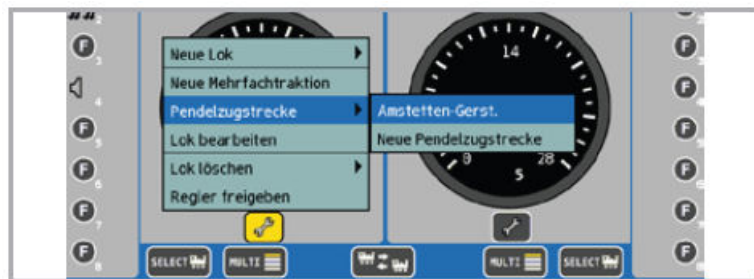 Neue Lok
Neue Mehrfachtraktion
Pendelzugstrecke
Lok bearbeiten
Lok löschen
Regler freigeben
Amstetten-Gerst.
Neue Pendelzugstrecke
14
0 28
5
F
F
F
F
F
F
F
F
F
F
F
SELECT
MULTI
MULTI
SELECT